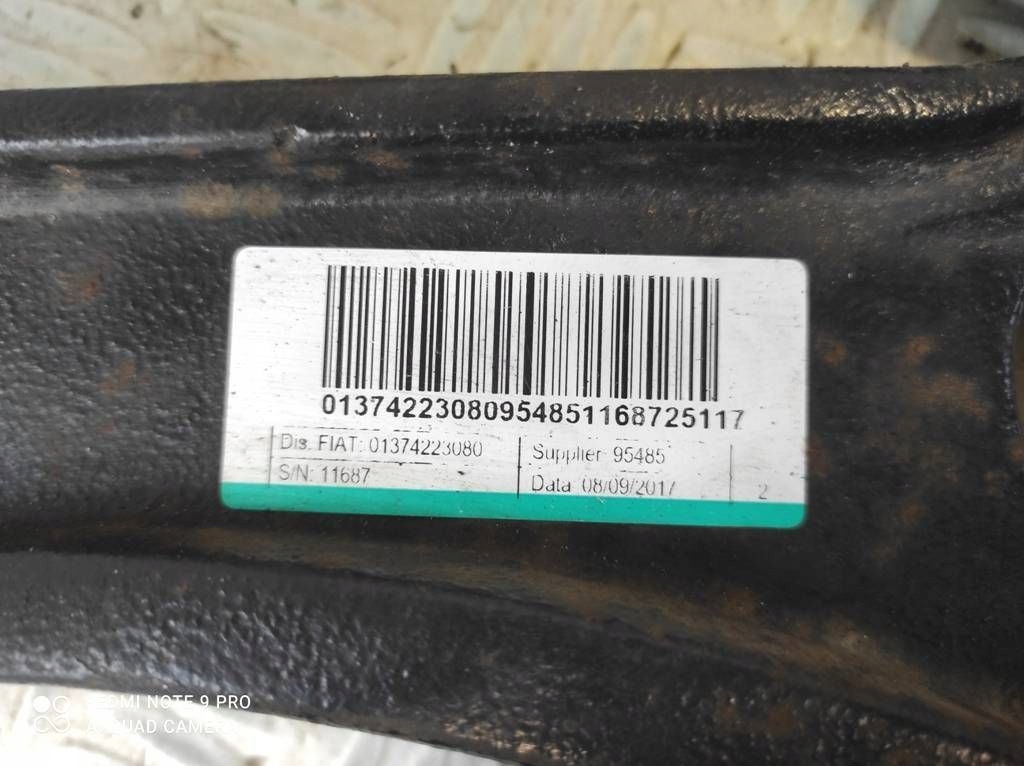 01374223080954851168725117
Dis. FIAT: 01374223080
Supplier 95485
S/N: 11687
Data 08/09/2017
2
REDMI NOTE 9 PRO
AI QUAD CAMERA